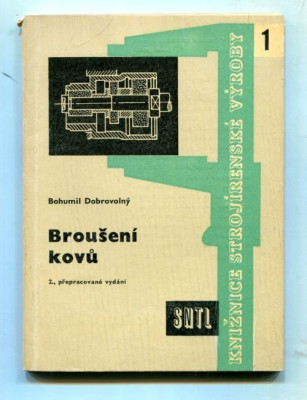 1
KNIŽNICE STROJÍRENSKÉ VÝROBY
Bohumil Dobrovolný
Broušení
kovů
2., přepracované vydání
SNTL